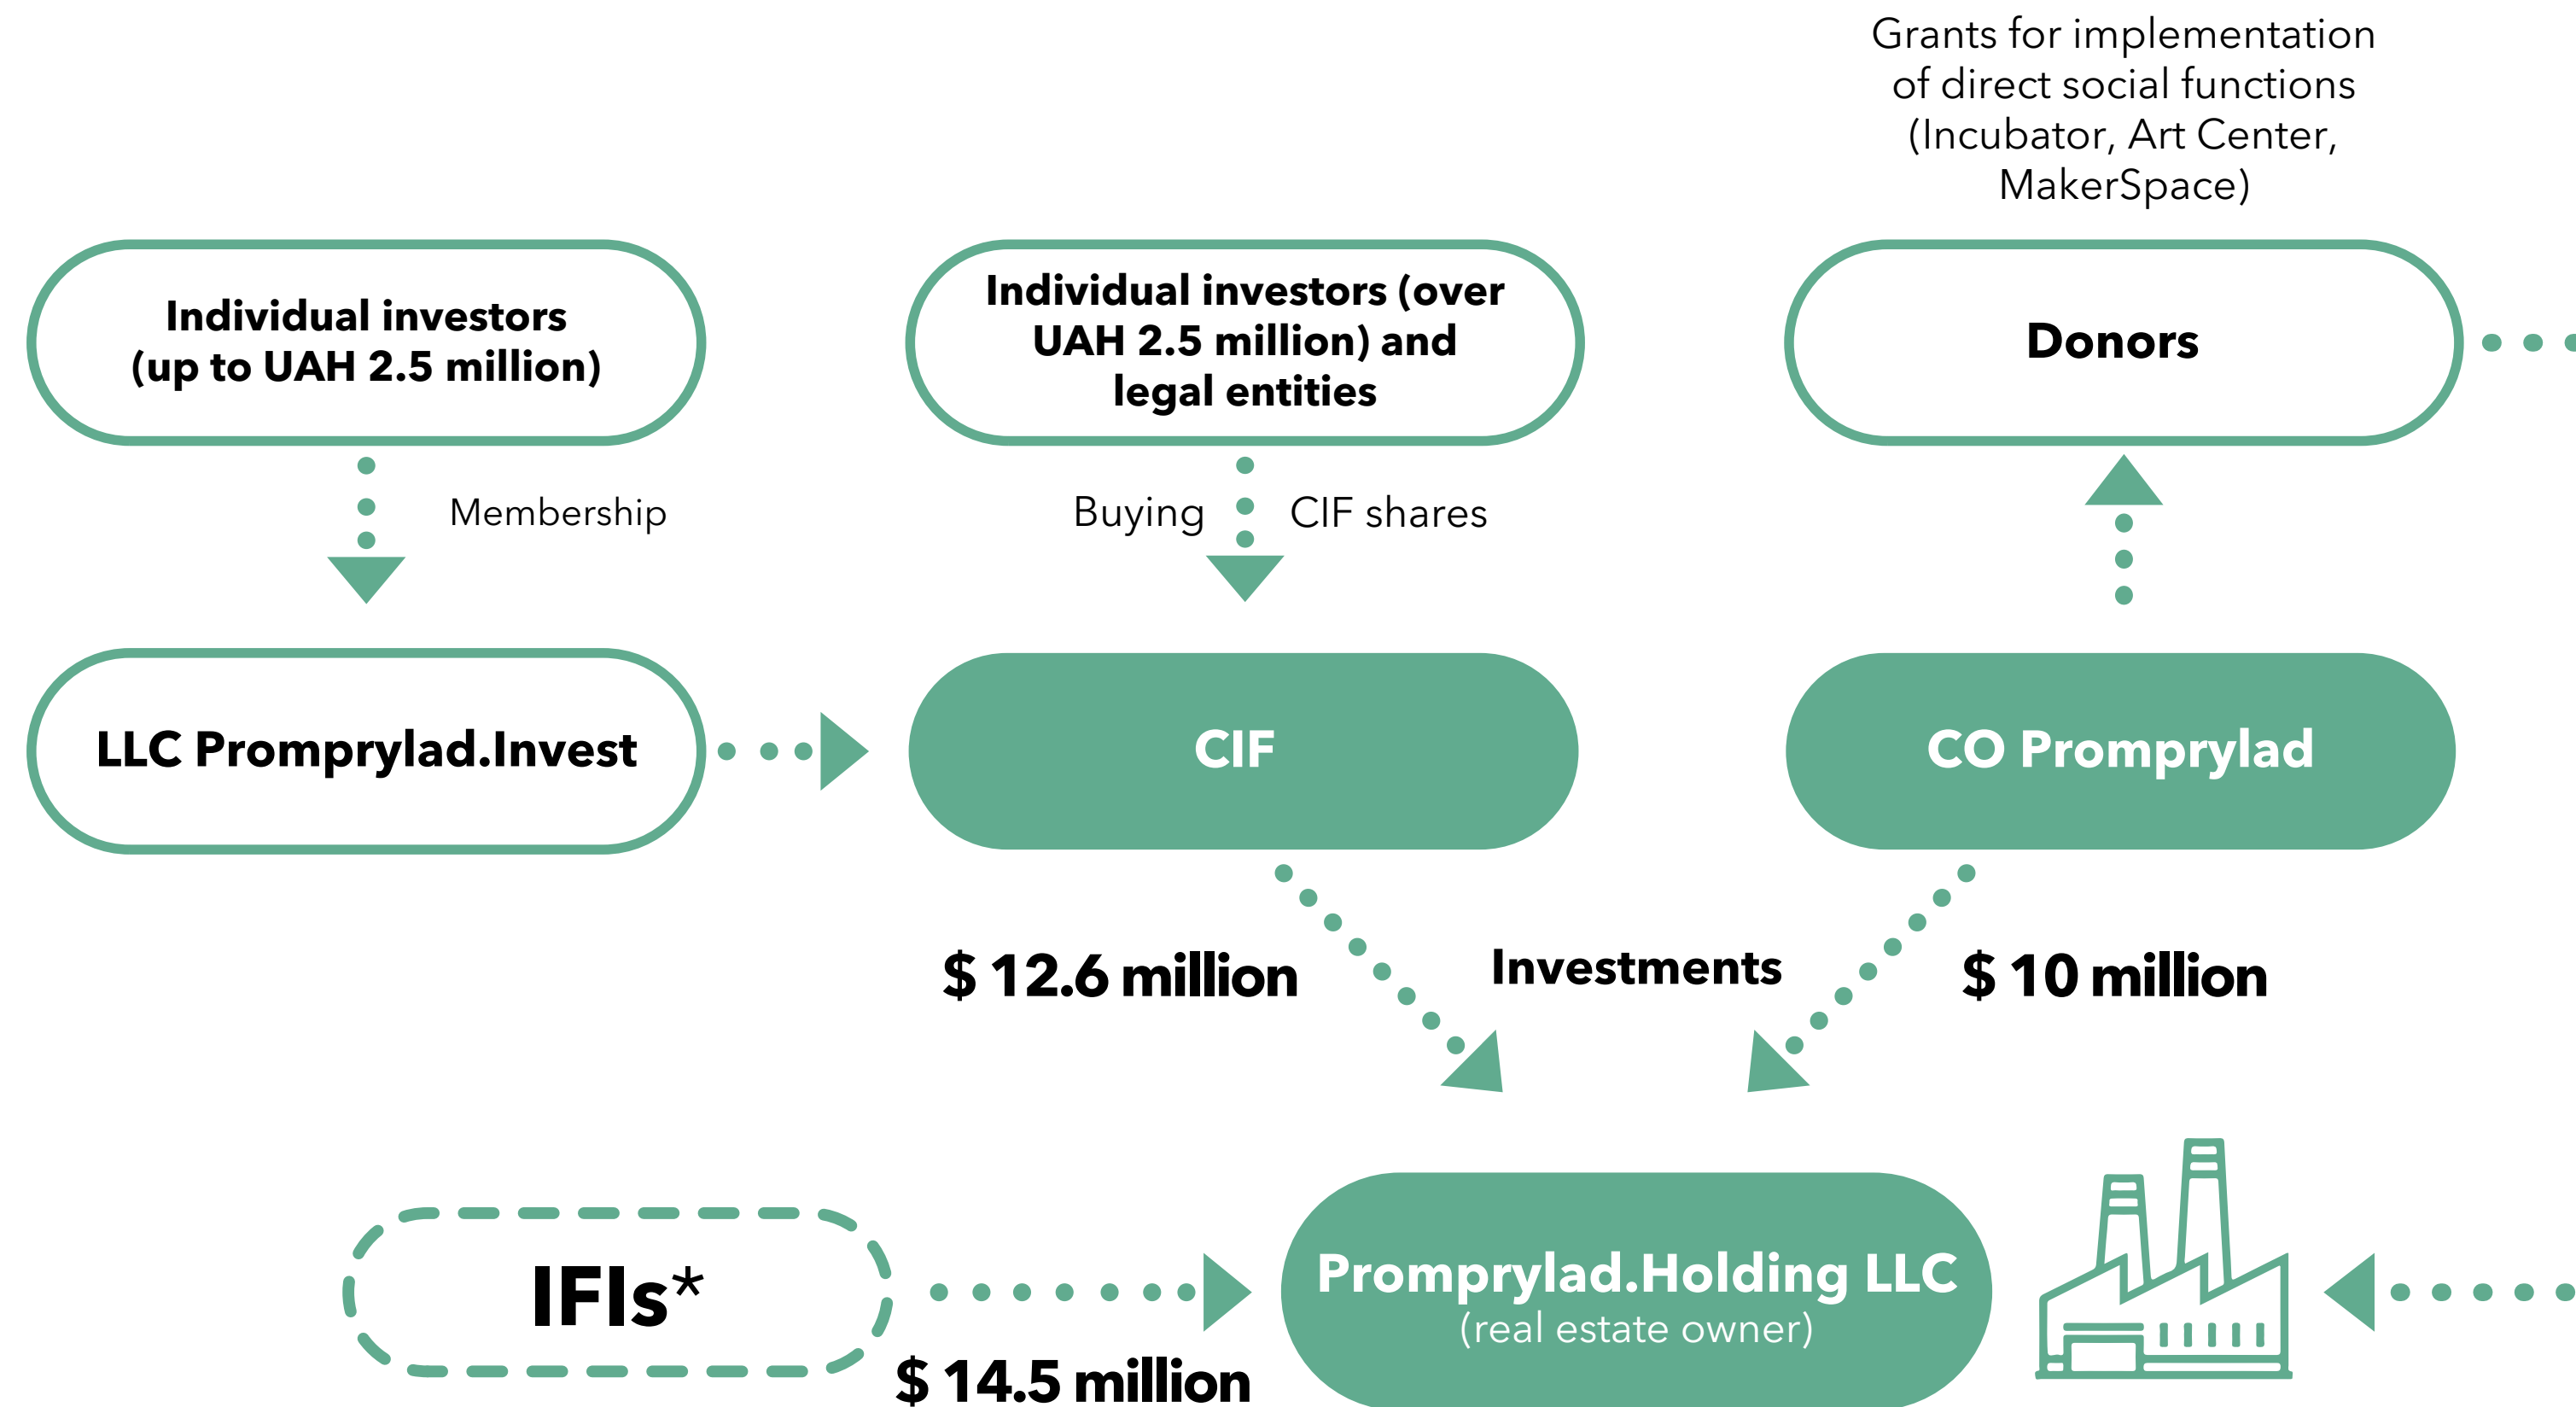 Grants for implementation
of direct social functions
(Incubator, Art Center,
MakerSpace)
Individual investors
(up to UAH 2.5 million)
Individual investors (over
UAH 2.5 million) and
legal entities
Donors
Membership
Buying CIF shares
LLC Promprylad.Invest
CIF
CO Promprylad
$ 12.6 million
Investments
$ 10 million
IFIs*
$ 14.5 million
Promprylad.Holding LLC
(real estate owner)